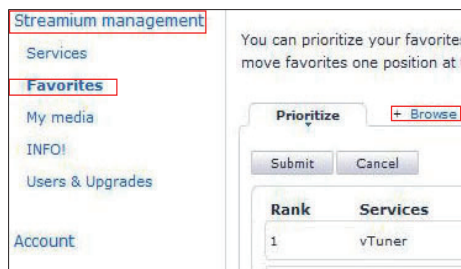 Streamium management
Services
Favorites
My media
INFO!
Users & Upgrades
Account
You can prioritize your favorites
move favorites one position at
Prioritize
+ Browse
Submit
Cancel
Rank Services
1 vTuner